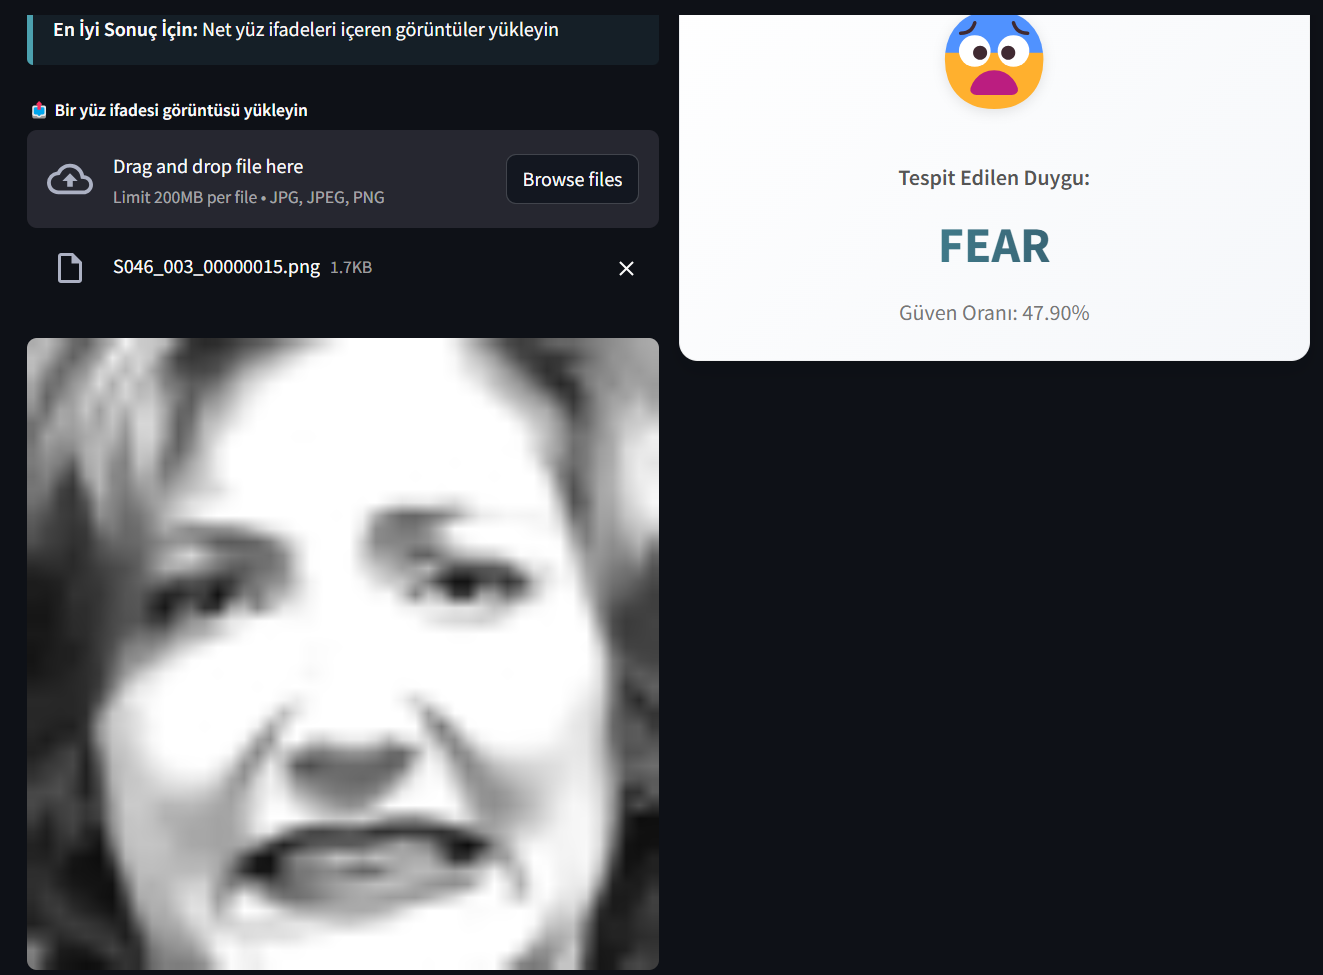 En İyi Sonuç İçin: Net yüz ifadeleri içeren görüntüler yükleyin
Bir yüz ifadesi görüntüsü yükleyin
Drag and drop file here
Limit 200MB per file • JPG, JPEG, PNG
Browse files
S046_003_00000015.png 1.7KB
Tespit Edilen Duygu:
FEAR
Güven Oranı: 47.90%